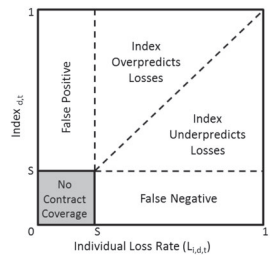 1
Index
Overpredicts
Losses
False Positive
Index d,t
Index
Underpredicts
Losses
S
No
Contract
Coverage
False Negative
0
S
1
Individual Loss Rate (Li,d,t)